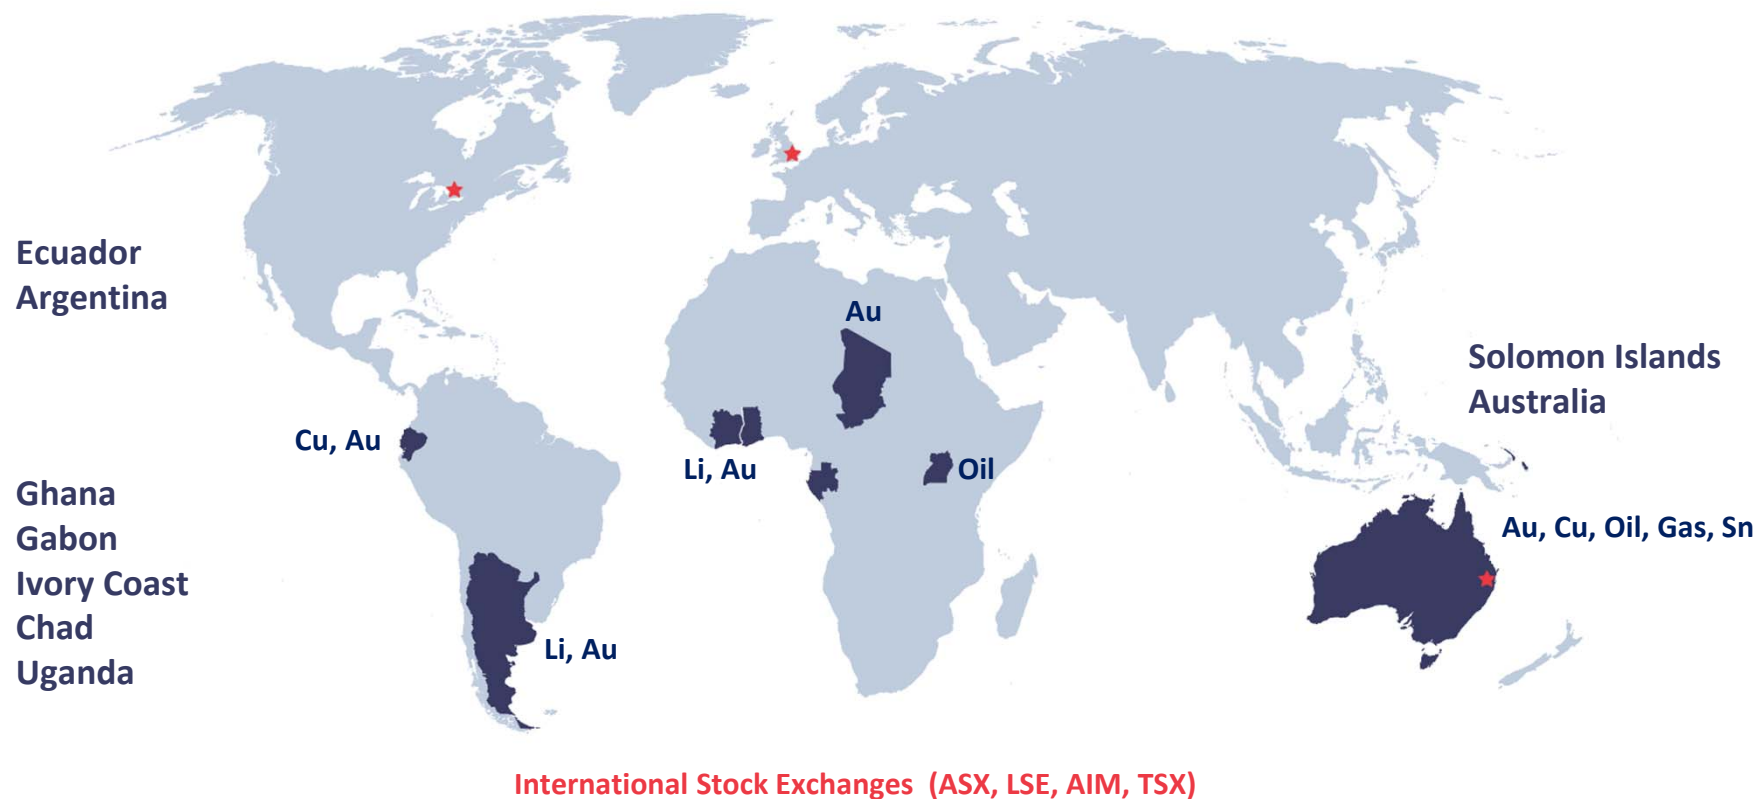 Ecuador
Argentina
Au
Solomon Islands
Australia
Cu, Au
Li, Au
Oil
Ghana
Gabon
Ivory Coast
Chad
Uganda
Au, Cu, Oil, Gas, Sn
Li, Au
International Stock Exchanges (ASX, LSE, AIM, TSX)